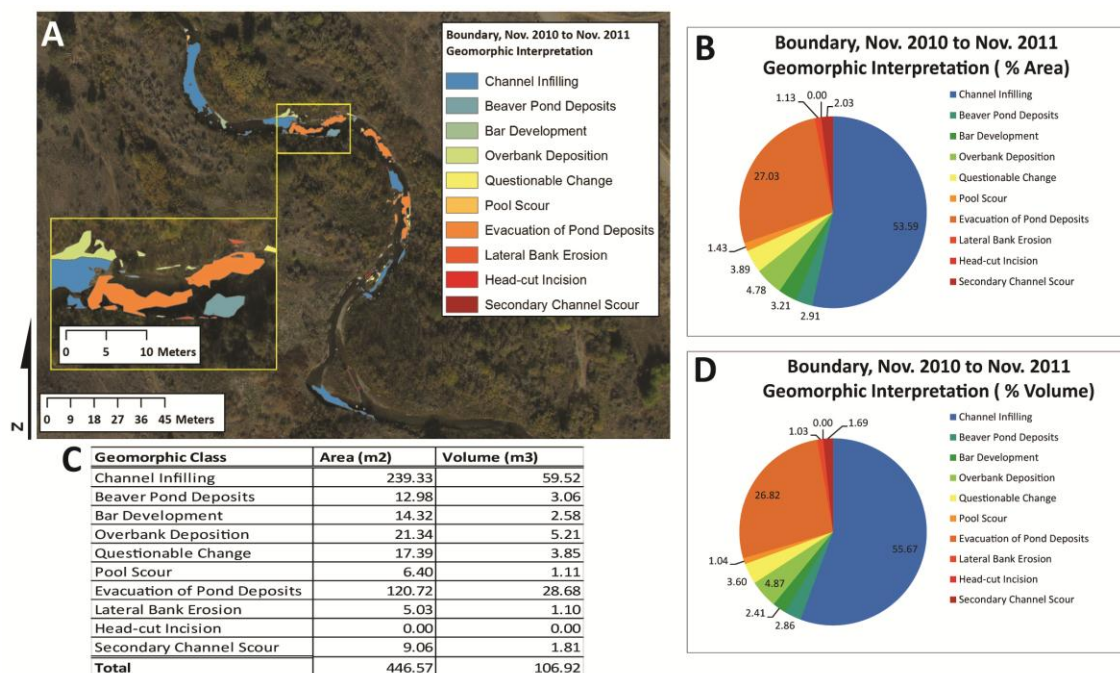 A
Boundary, Nov. 2010 to Nov. 2011
Geomorphic Interpretation
Channel Infilling
Beaver Pond Deposits
Bar Development
Overbank Deposition
Questionable Change
Pool Scour
Evacuation of Pond Deposits
Lateral Bank Erosion
Head-cut Incision
Secondary Channel Scour
0 5 10 Meters
0 9 18 27 36 45 Meters
N
B
Boundary, Nov. 2010 to Nov. 2011
Geomorphic Interpretation ( % Area)
Channel Infilling
Beaver Pond Deposits
Bar Development
Overbank Deposition
Questionable Change
Pool Scour
Evacuation of Pond Deposits
Lateral Bank Erosion
Head-cut Incision
Secondary Channel Scour
0.00
1.13
2.03
27.03
53.59
1.43
3.89
4.78
3.21
2.91
C
Geomorphic Class Area (m2) Volume (m3)
Channel Infilling 239.33 59.52
Beaver Pond Deposits 12.98 3.06
Bar Development 14.32 2.58
Overbank Deposition 21.34 5.21
Questionable Change 17.39 3.85
Pool Scour 6.40 1.11
Evacuation of Pond Deposits 120.72 28.68
Lateral Bank Erosion 5.03 1.10
Head-cut Incision 0.00 0.00
Secondary Channel Scour 9.06 1.81
Total 446.57 106.92
D
Boundary, Nov. 2010 to Nov. 2011
Geomorphic Interpretation ( % Volume)
Channel Infilling
Beaver Pond Deposits
Bar Development
Overbank Deposition
Questionable Change
Pool Scour
Evacuation of Pond Deposits
Lateral Bank Erosion
Head-cut Incision
Secondary Channel Scour
0.00
1.03
1.69
26.82
55.67
1.04
3.60
4.87
2.41
2.86